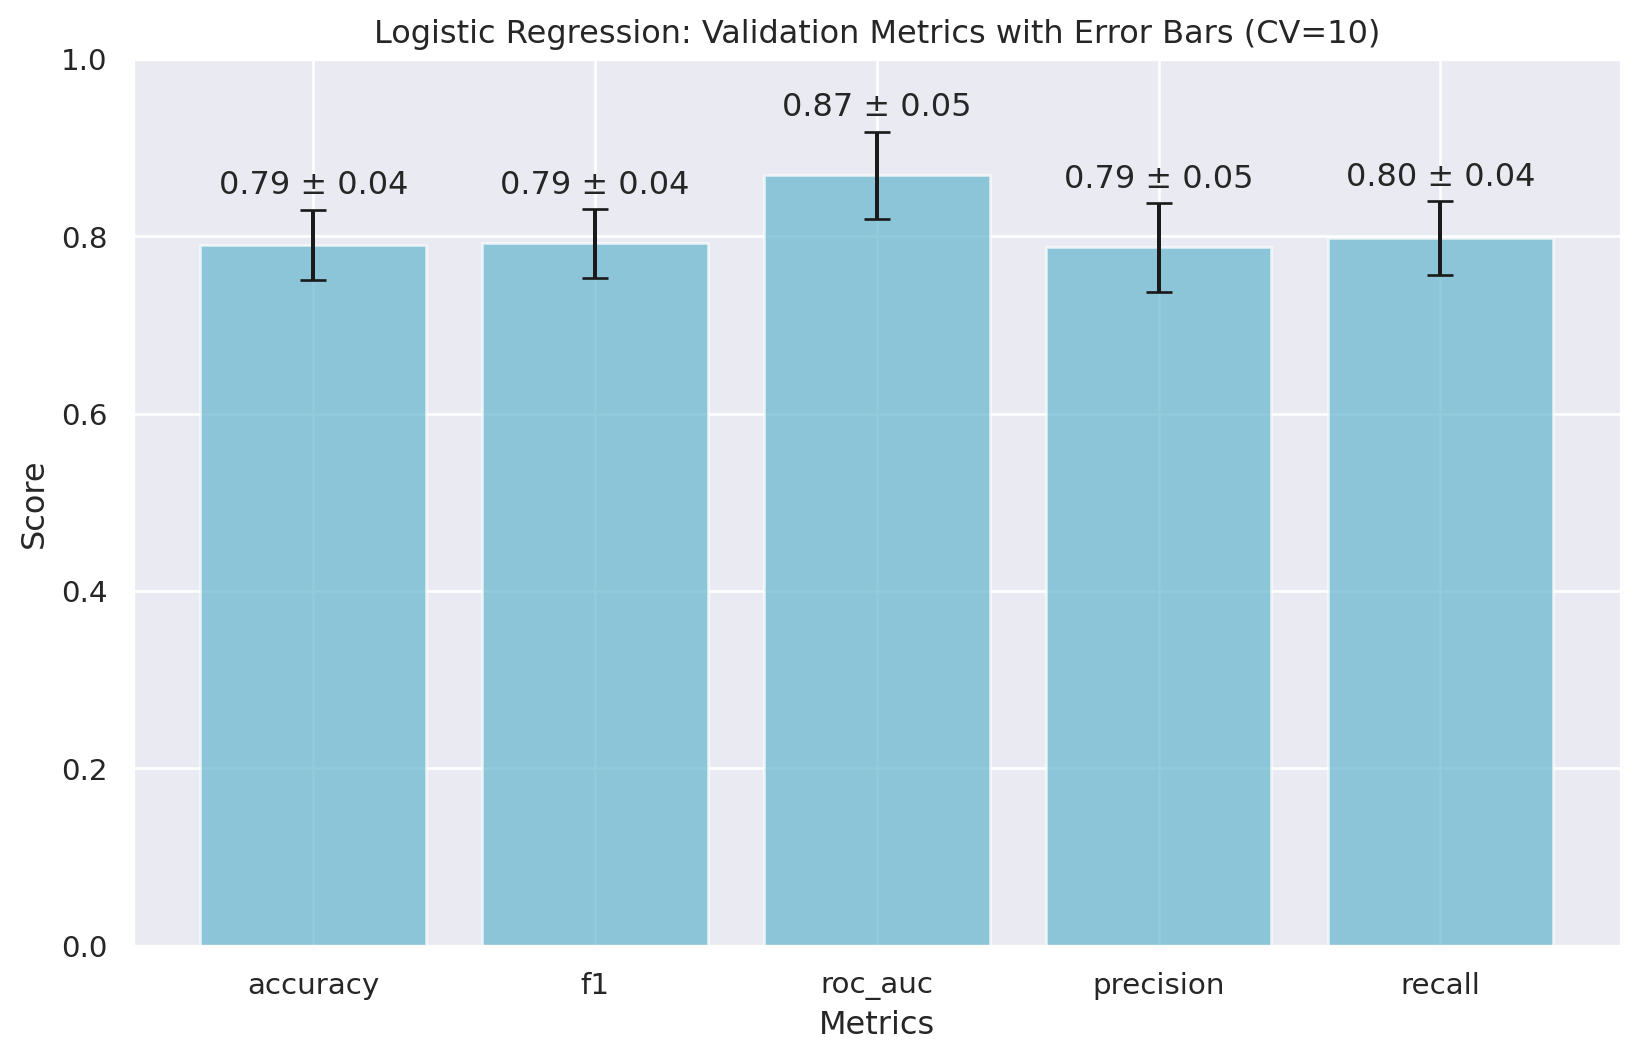 Logistic Regression: Validation Metrics with Error Bars (CV=10)
1.0
0.8
0.6
0.4
0.2
0.0
Score
0.79 ± 0.04
0.79 ± 0.04
0.87 ± 0.05
0.79 ± 0.05
0.80 ± 0.04
accuracy
f1
roc_auc
precision
recall
Metrics